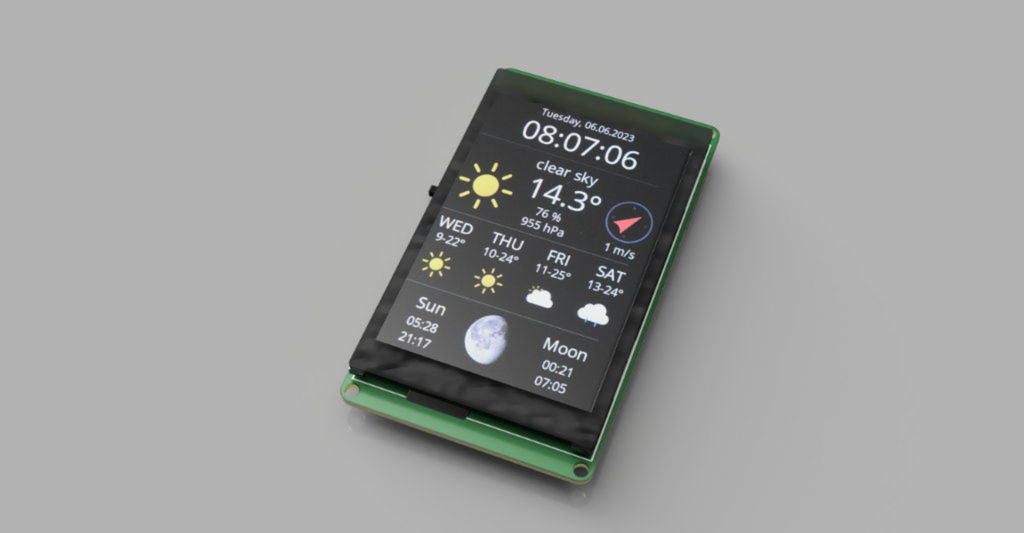 Tuesday, 06.06.2023
08:07:06
clear sky
14.3°
76 %
955 hPa
1 m/s
WED
9-22°
THU
10-24°
FRI
11-25°
SAT
13-24°
Sun
05:28
21:17
Moon
00:21
07:05